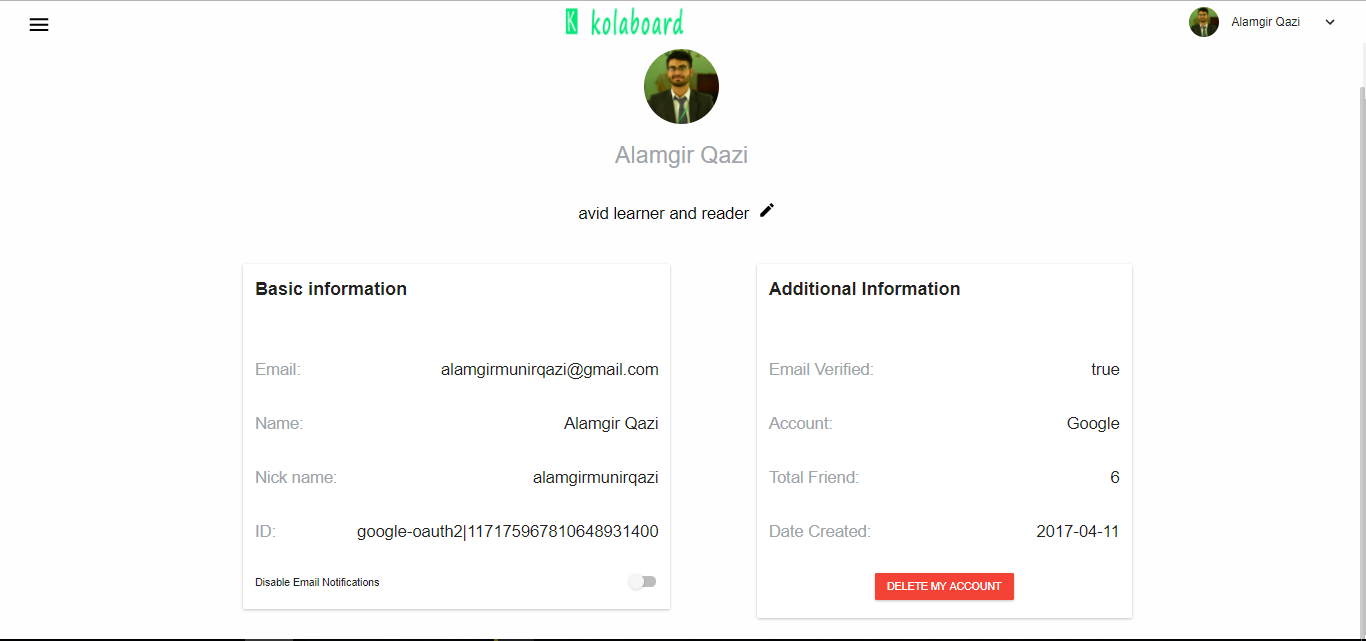 K kolaboard
Alamgir Qazi
Alamgir Qazi
avid learner and reader
Basic information
Email: alamgirmunirqazi@gmail.com
Name: Alamgir Qazi
Nick name: alamgirmunirqazi
ID: google-oauth2|117175967810648931400
Disable Email Notifications
Additional Information
Email Verified: true
Account: Google
Total Friend: 6
Date Created: 2017-04-11
DELETE MY ACCOUNT